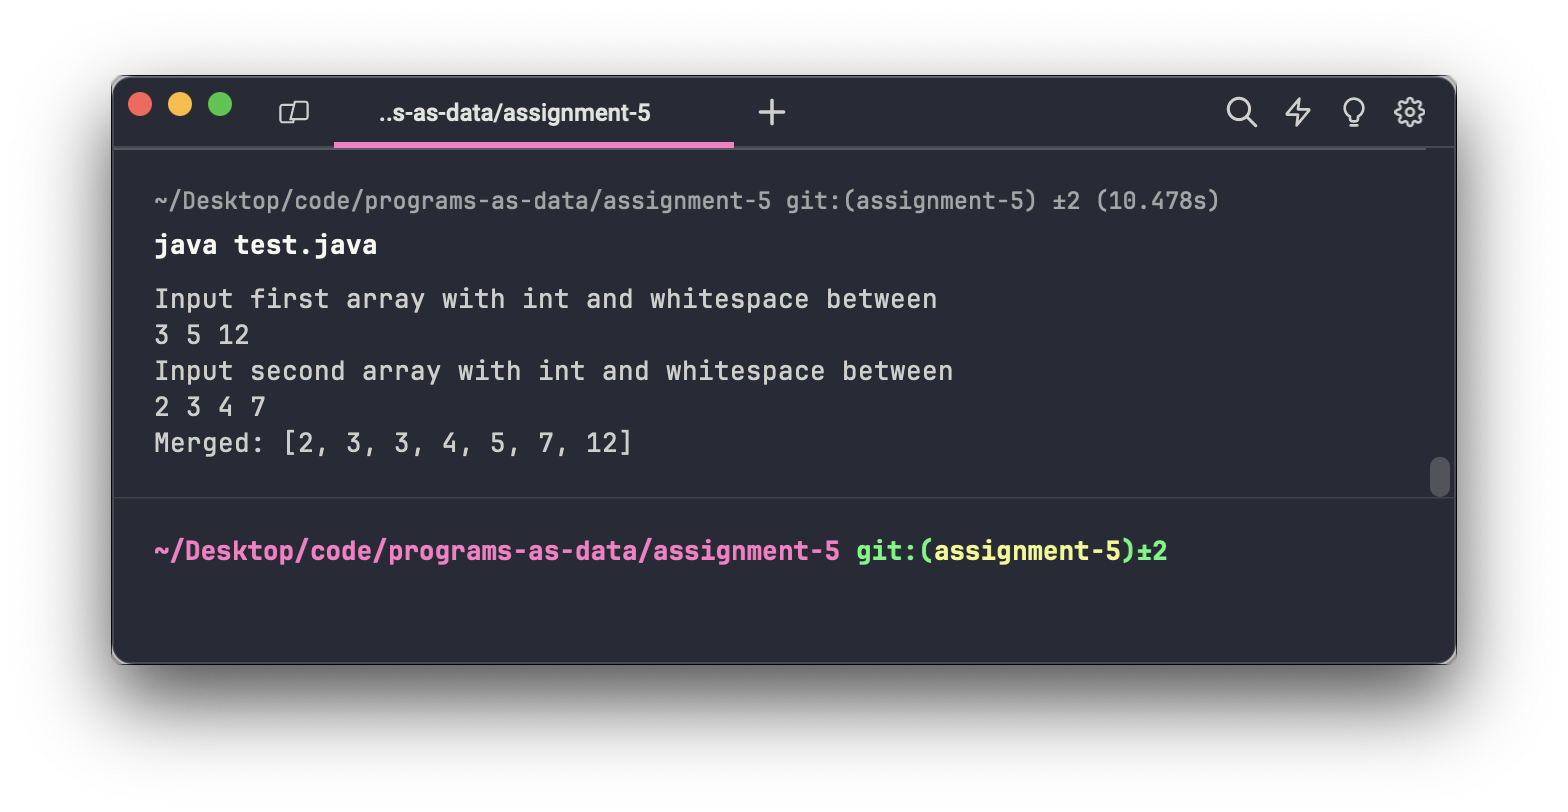 ..s-as-data/assignment-5
~/Desktop/code/programs-as-data/assignment-5 git:(assignment-5) ±2 (10.478s)
java test.java
Input first array with int and whitespace between
3 5 12
Input second array with int and whitespace between
2 3 4 7
Merged: [2, 3, 3, 4, 5, 7, 12]
~/Desktop/code/programs-as-data/assignment-5 git:(assignment-5)±2